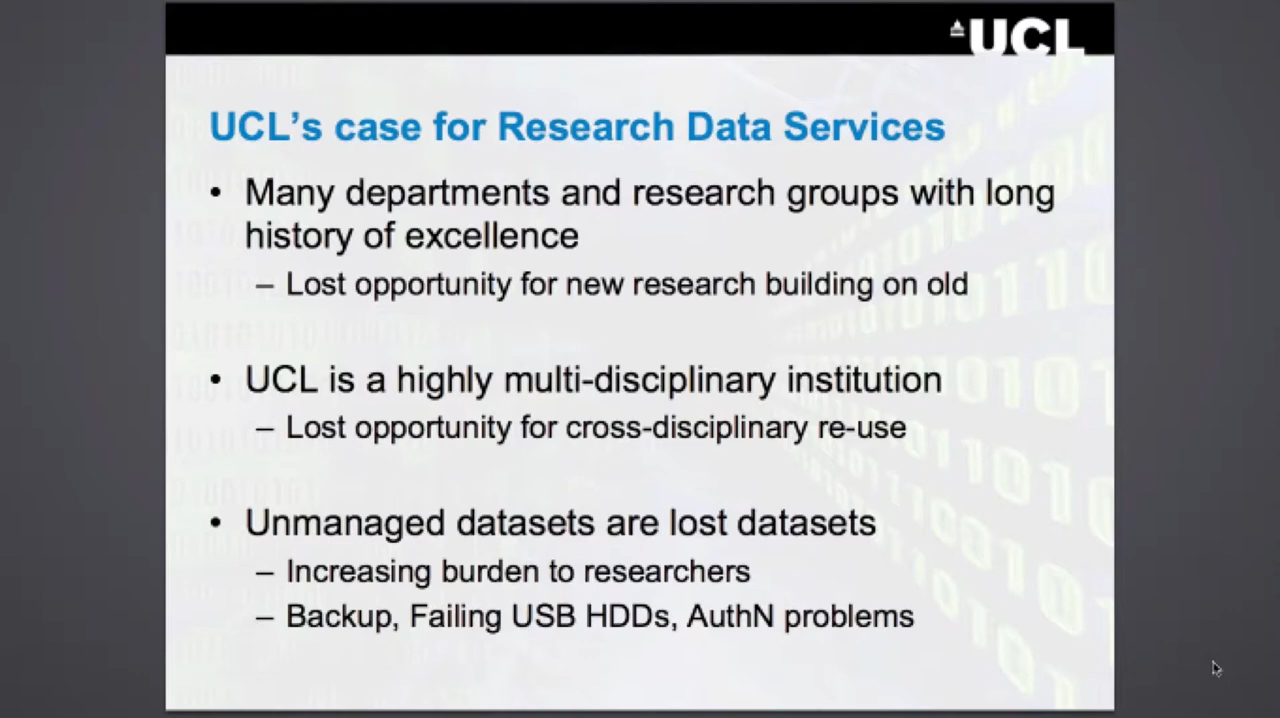 UCL
UCL's case for Research Data Services
• Many departments and research groups with long
history of excellence
– Lost opportunity for new research building on old
• UCL is a highly multi-disciplinary institution
– Lost opportunity for cross-disciplinary re-use
• Unmanaged datasets are lost datasets
– Increasing burden to researchers
– Backup, Failing USB HDDs, AuthN problems